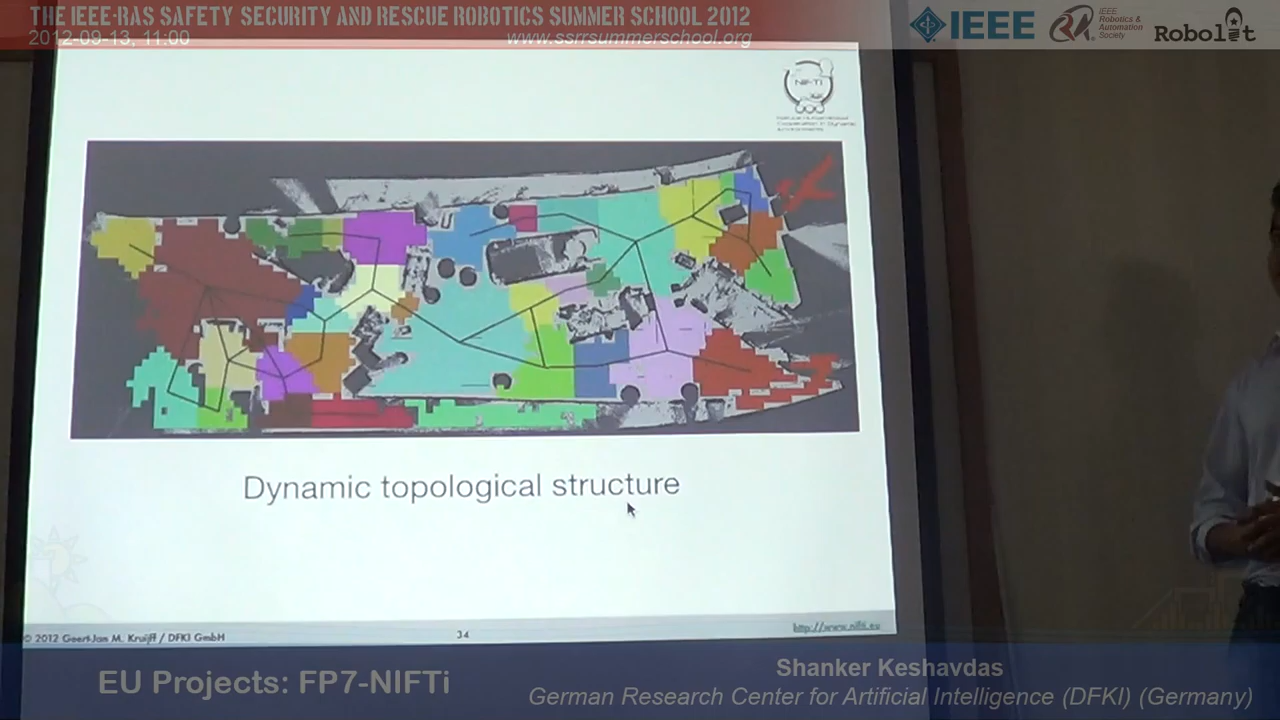 THE IEEE-RAS SAFETY SECURITY AND RESCUE ROBOTICS SUMMER SCHOOL 2012
2012-09-13, 11:00
www.ssrrsummerschool.org
IEEE
IEEE
Robotics &
Automation
Society
Robolit
NIFTi
Dynamic topological structure
© 2012 Geert-Jan M. Kruijff / DFKI GmbH
34
http://www.nifti.eu
EU Projects: FP7-NIFTi
Shanker Keshavdas
German Research Center for Artificial Intelligence (DFKI) (Germany)